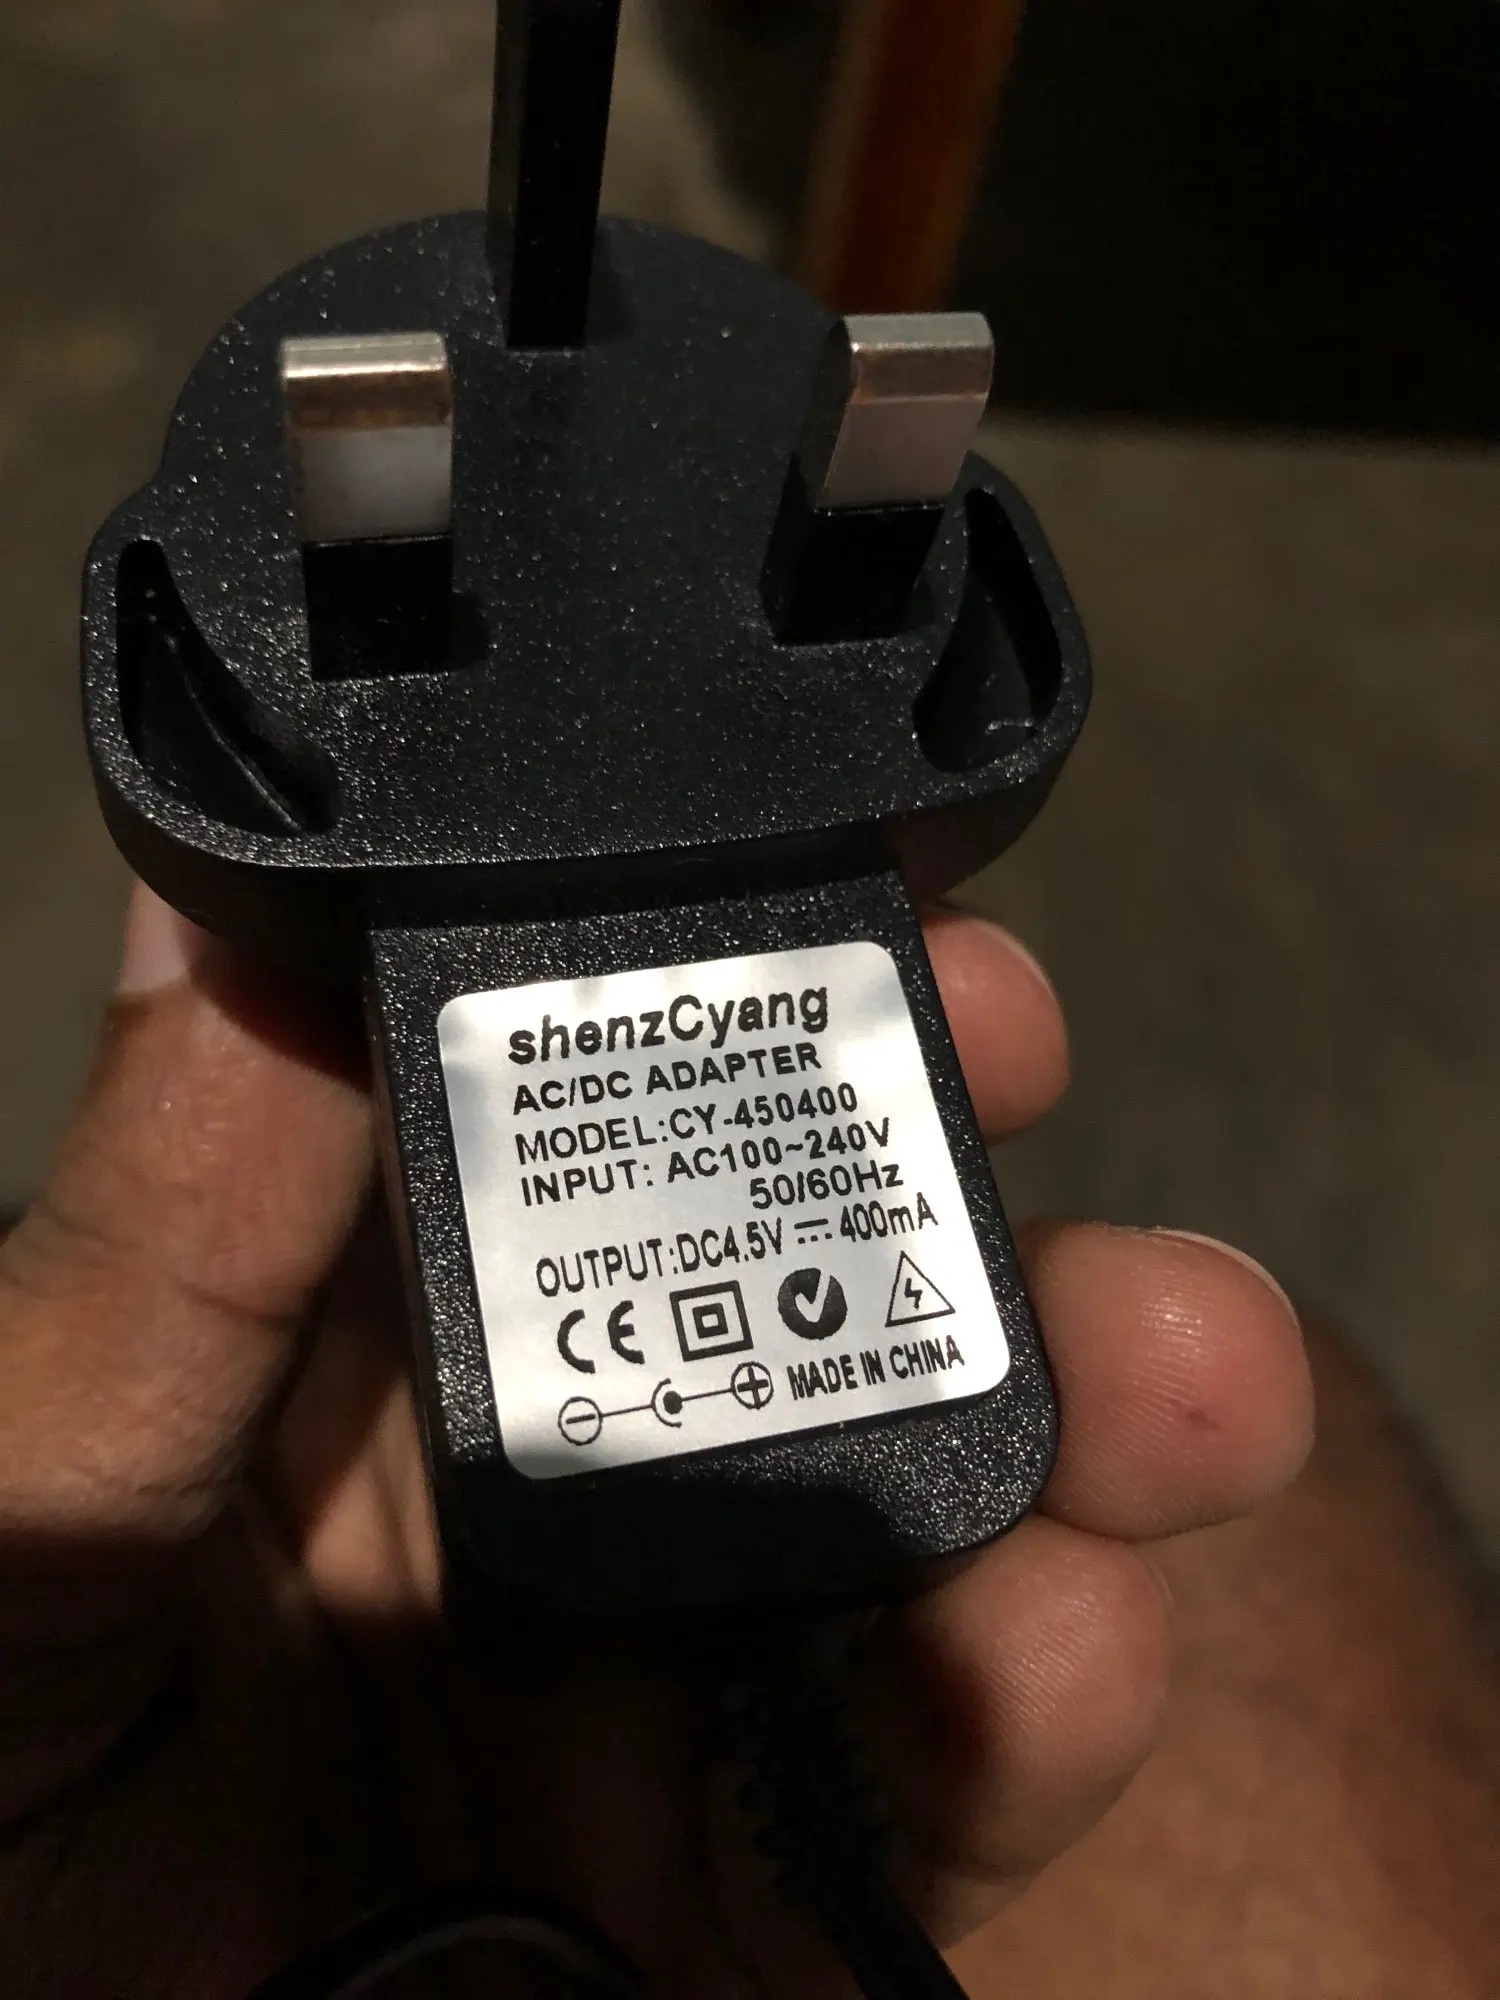 shenzCyang
AC/DC ADAPTER
MODEL:CY-450400
INPUT: AC100~240V
50/60Hz
OUTPUT:DC4.5V ⎓ 400mA
CE
MADE IN CHINA